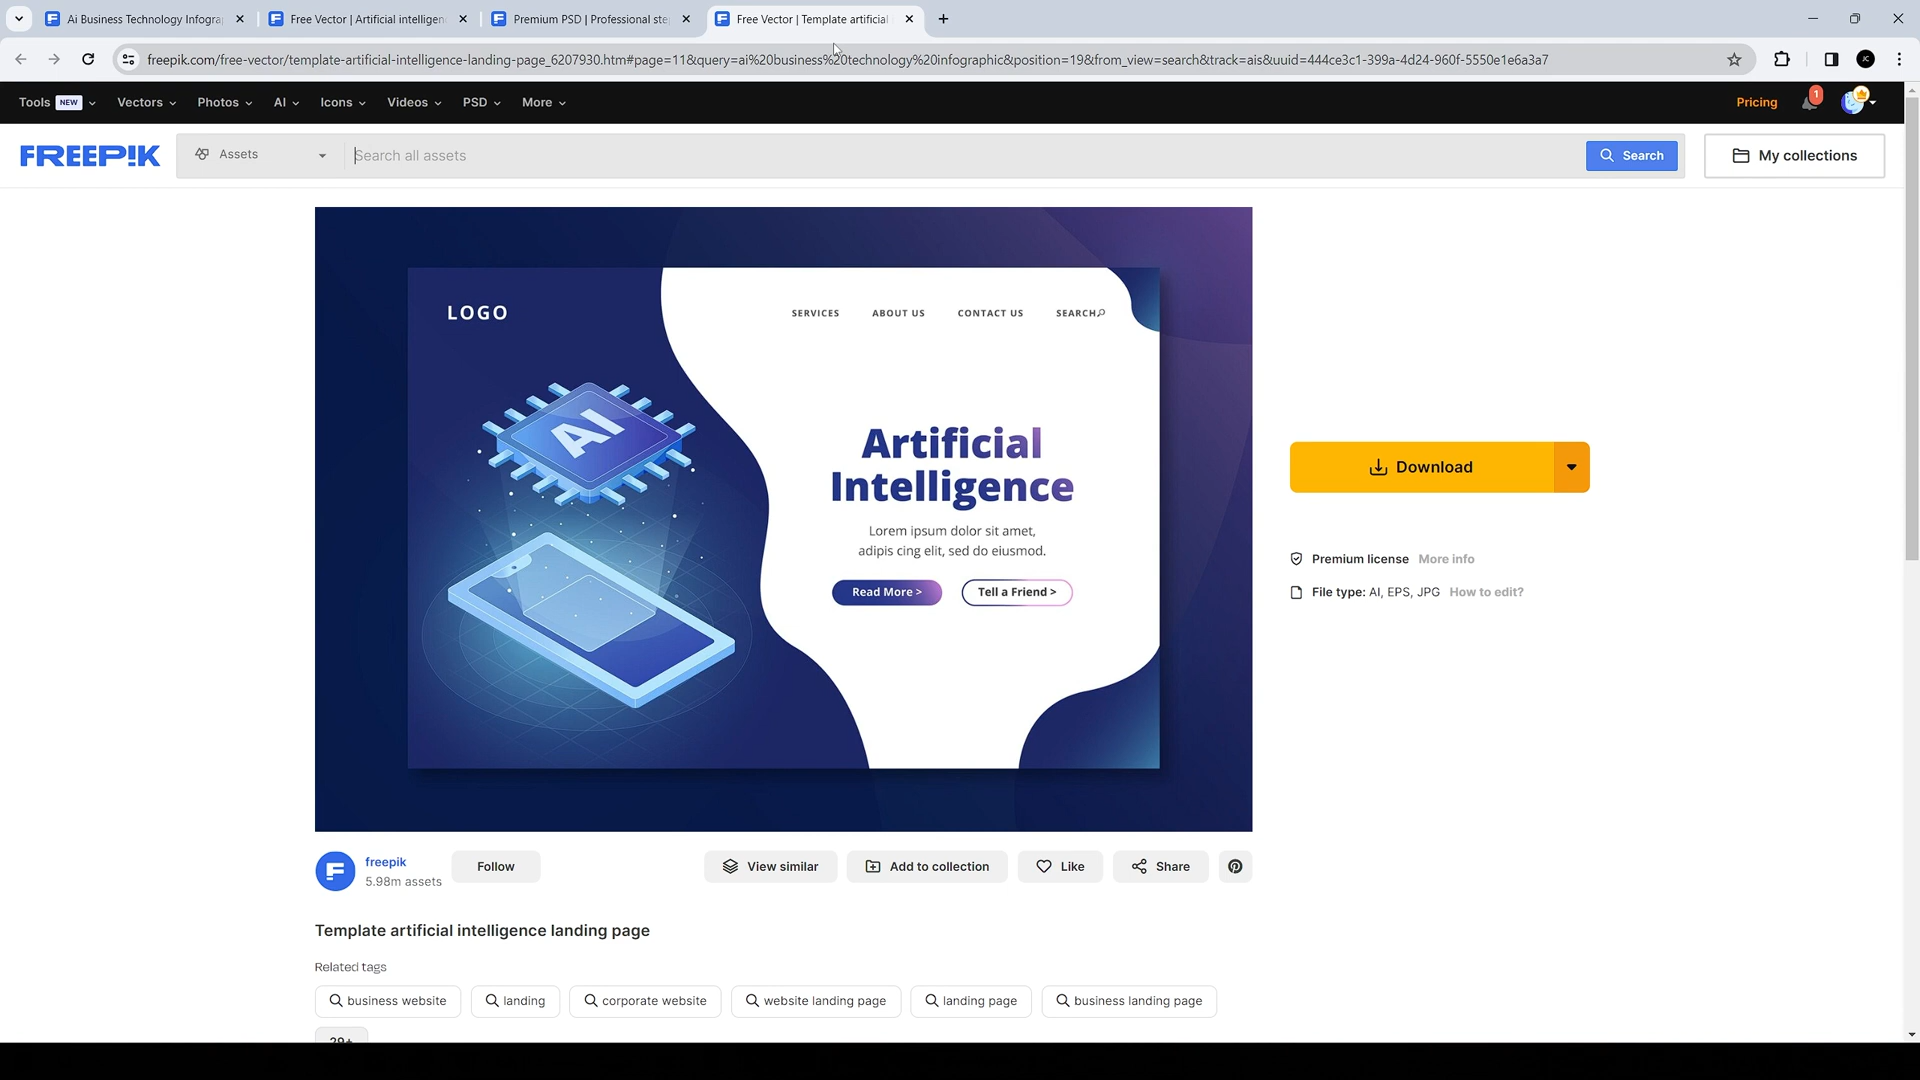 Ai Business Technology Infogra
Free Vector | Artificial intelligen
Premium PSD | Professional ste
Free Vector | Template artificial
freepik.com/free-vector/template-artificial-intelligence-landing-page_6207930.htm#page=11&query=ai%20business%20technology%20infographic&position=19&from_view=search&track=ais&uuid=444ce3c1-399a-4d24-960f-5550e1e6a3a7
JC
Tools NEW
Vectors
Photos
AI
Icons
Videos
PSD
More
Pricing
1
FREEP!K
Assets
Search all assets
Search
My collections
LOGO
SERVICES
ABOUT US
CONTACT US
SEARCH
AI
Artificial
Intelligence
Lorem ipsum dolor sit amet,
adipis cing elit, sed do eiusmod.
Read More >
Tell a Friend >
Download
Premium license More info
File type: AI, EPS, JPG How to edit?
freepik
5.98m assets
Follow
View similar
Add to collection
Like
Share
Template artificial intelligence landing page
Related tags
business website
landing
corporate website
website landing page
landing page
business landing page
29+